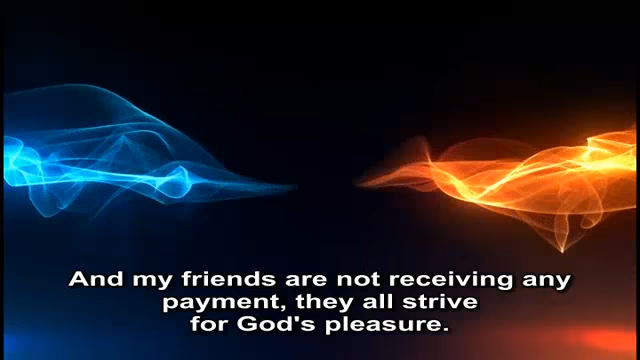 And my friends are not receiving any
payment, they all strive
for God's pleasure.